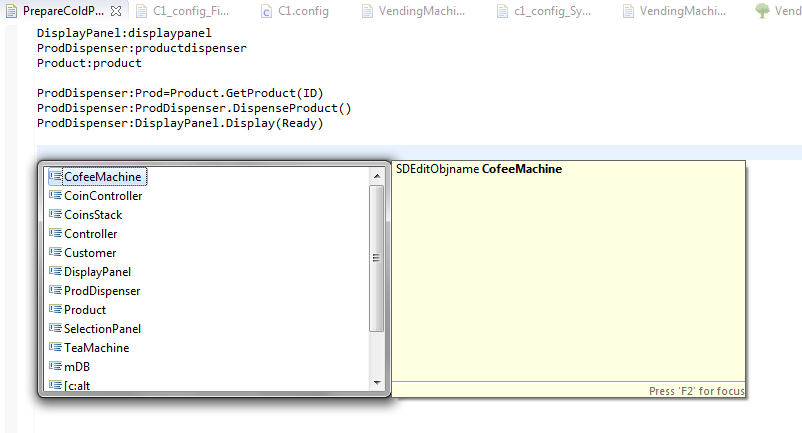 PrepareColdP... C1_config_Fi... C1.config VendingMachi... c1_config_Sy... VendingMachi... Vend
DisplayPanel:displaypanel
ProdDispenser:productdispenser
Product:product
ProdDispenser:Prod=Product.GetProduct(ID)
ProdDispenser:ProdDispenser.DispenseProduct()
ProdDispenser:DisplayPanel.Display(Ready)
CofeeMachine
CoinController
CoinsStack
Controller
Customer
DisplayPanel
ProdDispenser
Product
SelectionPanel
TeaMachine
mDB
[c:alt
SDEditObjname CofeeMachine
Press 'F2' for focus